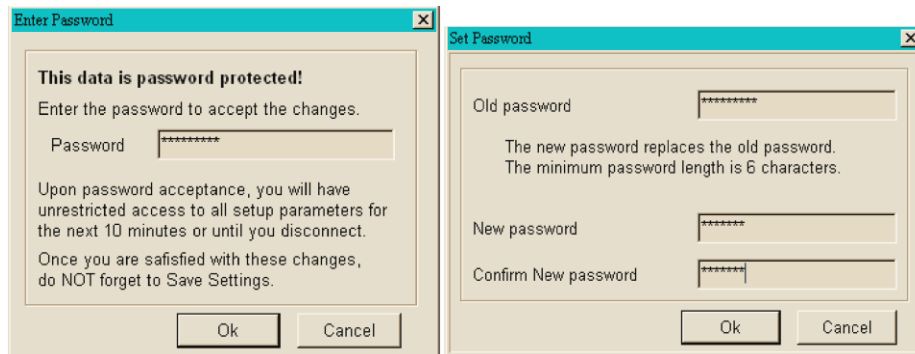 Enter Password
This data is password protected!
Enter the password to accept the changes.
Password *********
Upon password acceptance, you will have
unrestricted access to all setup parameters for
the next 10 minutes or until you disconnect.
Once you are safisfied with these changes,
do NOT forget to Save Settings.
Ok Cancel
Set Password
Old password *********
The new password replaces the old password.
The minimum password length is 6 characters.
New password *******
Confirm New password *******
Ok Cancel